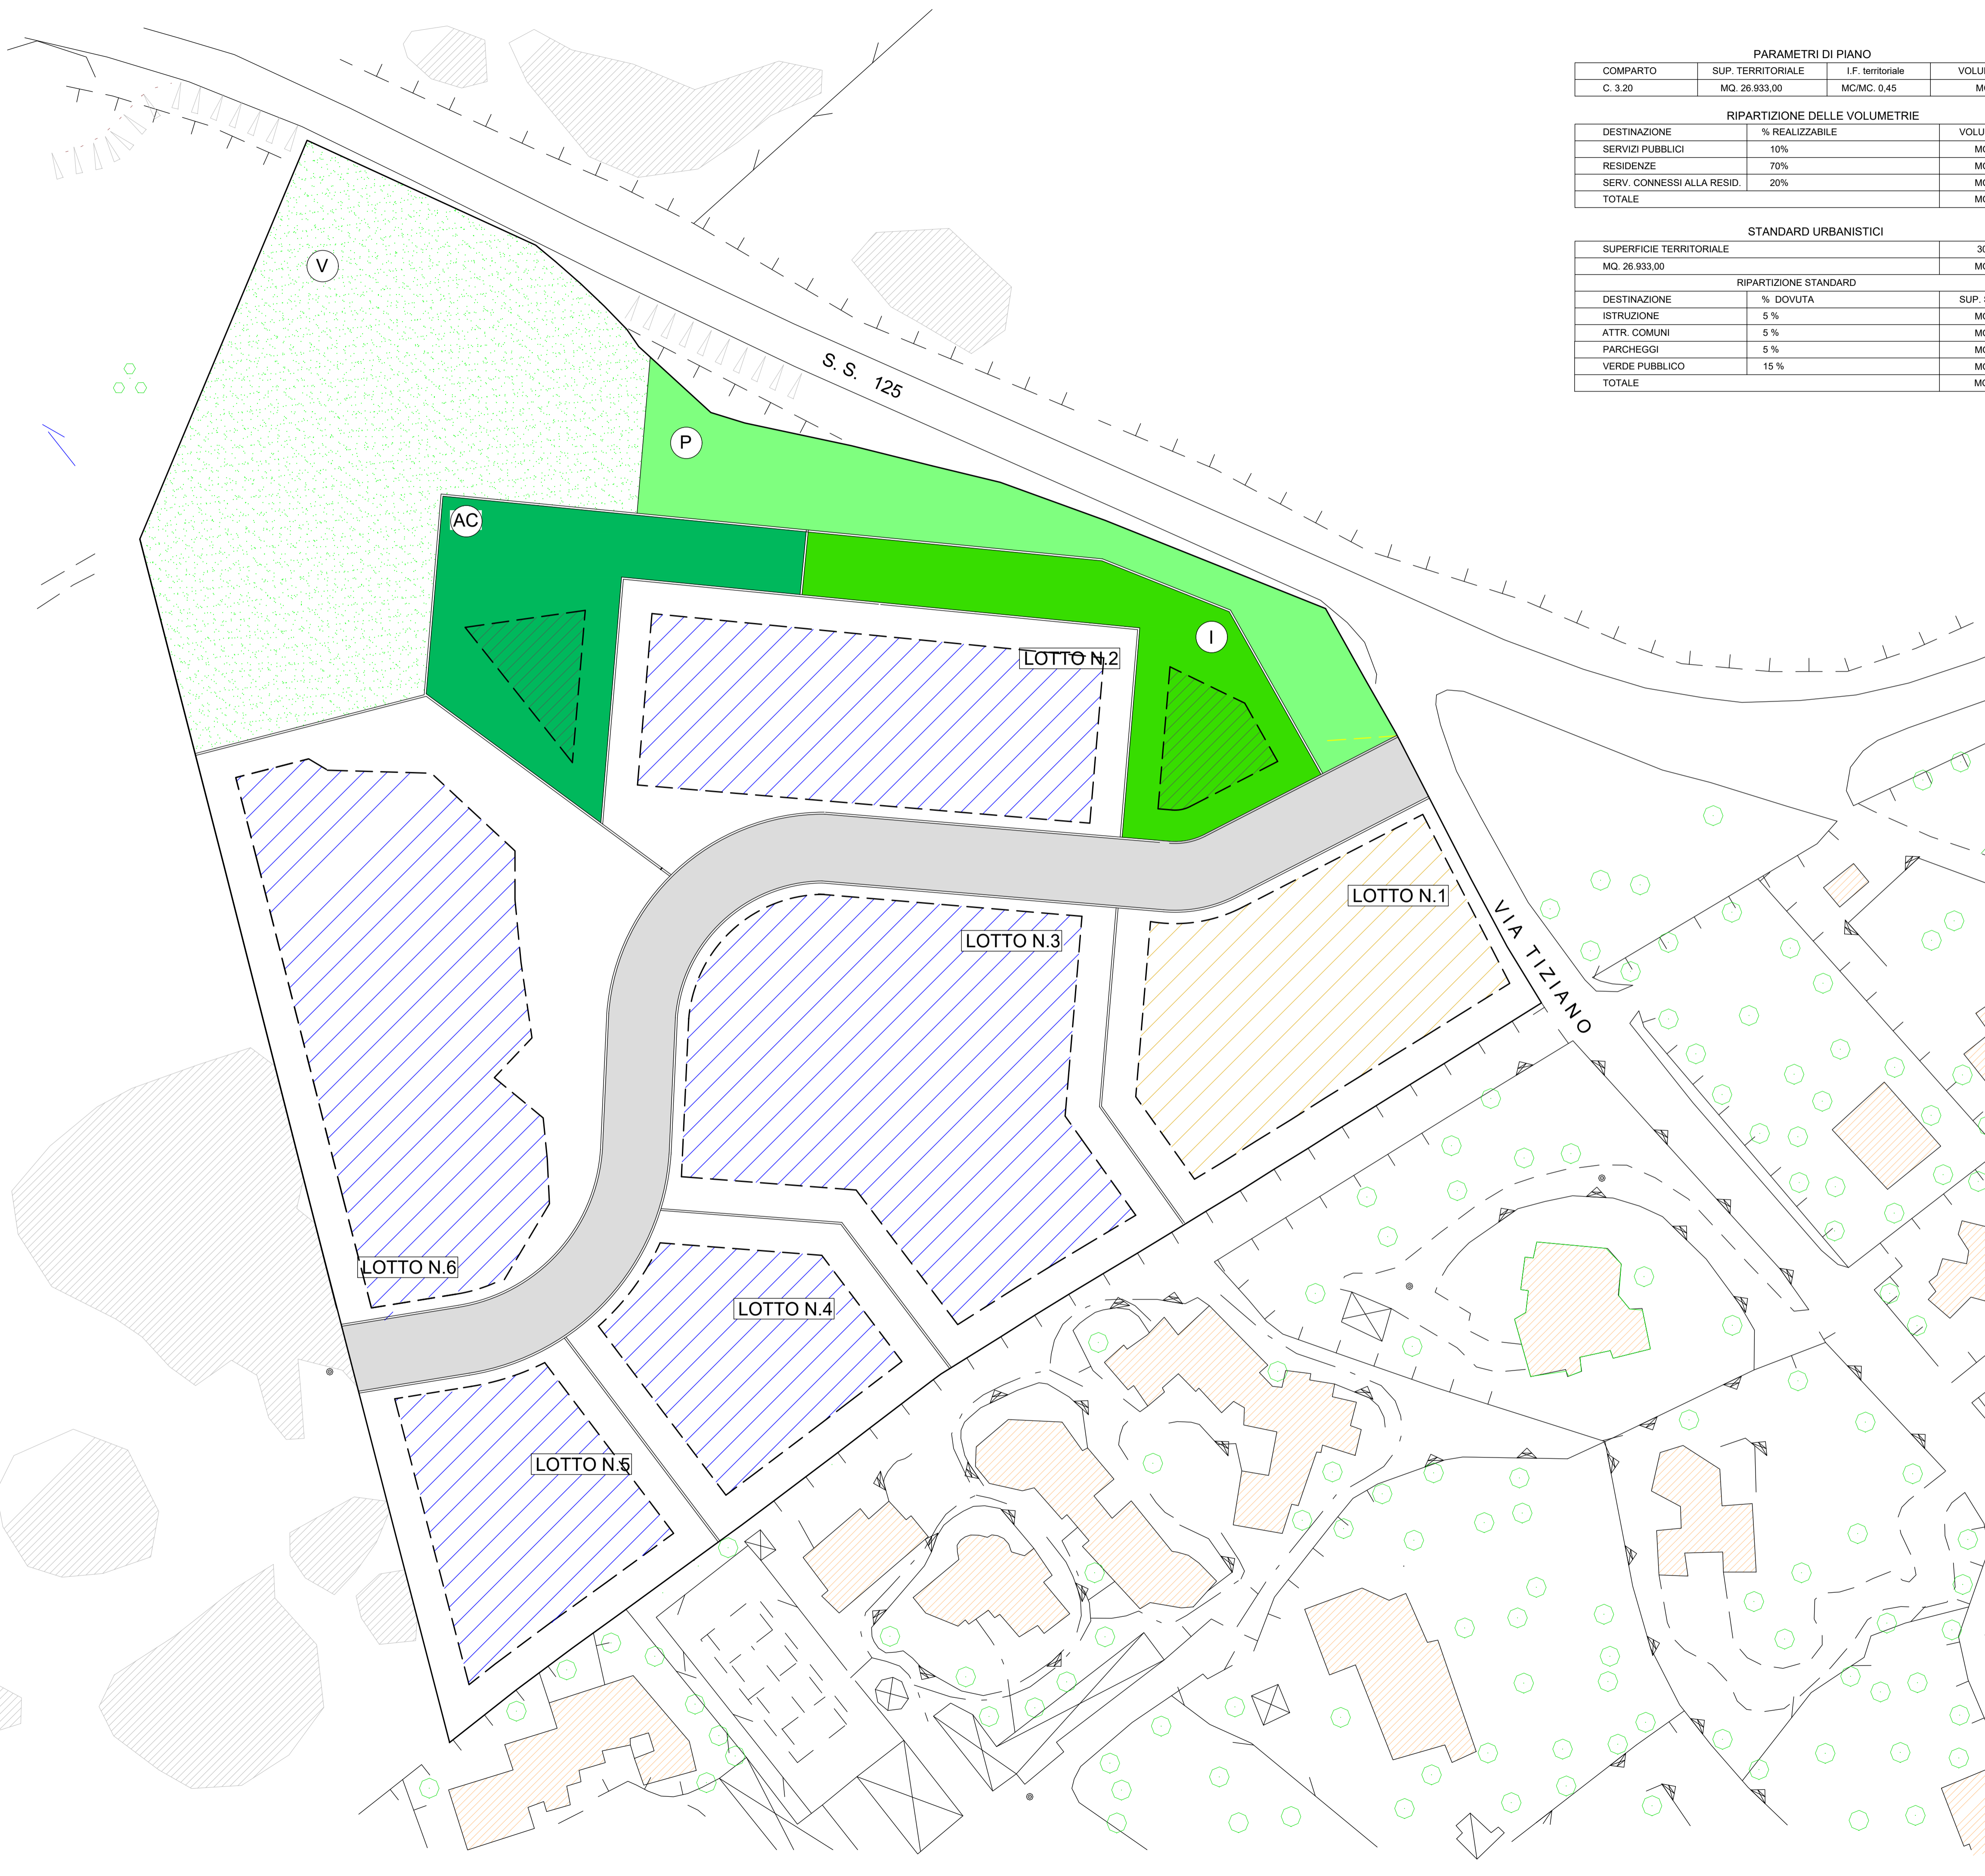 PARAMETRI DI PIANO
COMPARTO SUP. TERRITORIALE I.F. territoriale
C. 3.20 MQ. 26.933,00 MC/MC. 0,45
RIPARTIZIONE DELLE VOLUMETRIE
DESTINAZIONE % REALIZZABILE
SERVIZI PUBBLICI 10%
RESIDENZE 70%
SERV. CONNESSI ALLA RESID. 20%
TOTALE
STANDARD URBANISTICI
SUPERFICIE TERRITORIALE
MQ. 26.933,00
RIPARTIZIONE STANDARD
DESTINAZIONE % DOVUTA SUP.
ISTRUZIONE 5 %
ATTR. COMUNI 5 %
PARCHEGGI 5 %
VERDE PUBBLICO 15 %
TOTALE
V
S. S. 125
P
AC
I
LOTTO N.2
LOTTO N.1
VIA TIZIANO
LOTTO N.3
LOTTO N.6
LOTTO N.4
LOTTO N.5